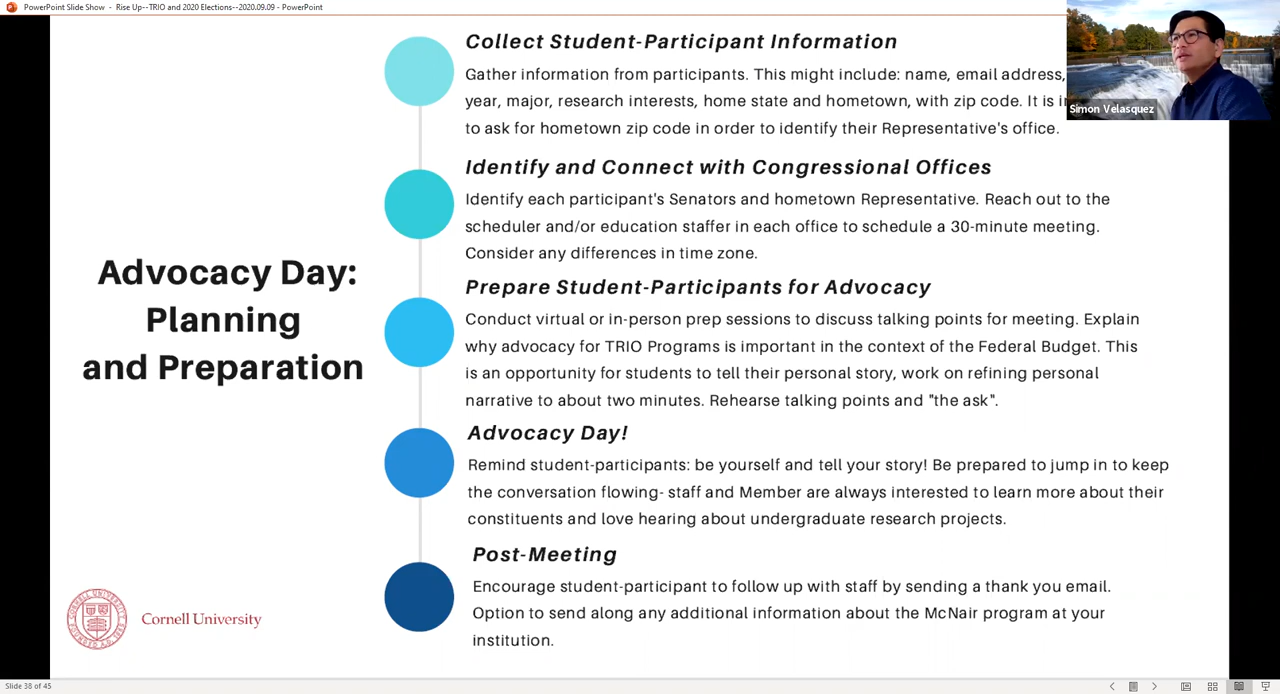 PowerPoint Slide Show - Rise Up--TRIO and 2020 Elections--2020.09.09 - PowerPoint
Advocacy Day:
Planning
and Preparation
Collect Student-Participant Information
Gather information from participants. This might include: name, email address,
year, major, research interests, home state and hometown, with zip code. It is
to ask for hometown zip code in order to identify their Representative's office.
Identify and Connect with Congressional Offices
Identify each participant's Senators and hometown Representative. Reach out to the
scheduler and/or education staffer in each office to schedule a 30-minute meeting.
Consider any differences in time zone.
Prepare Student-Participants for Advocacy
Conduct virtual or in-person prep sessions to discuss talking points for meeting. Explain
why advocacy for TRIO Programs is important in the context of the Federal Budget. This
is an opportunity for students to tell their personal story, work on refining personal
narrative to about two minutes. Rehearse talking points and "the ask".
Advocacy Day!
Remind student-participants: be yourself and tell your story! Be prepared to jump in to keep
the conversation flowing- staff and Member are always interested to learn more about their
constituents and love hearing about undergraduate research projects.
Post-Meeting
Encourage student-participant to follow up with staff by sending a thank you email.
Option to send along any additional information about the McNair program at your
institution.
Simon Velasquez
Cornell University
Slide 38 of 45